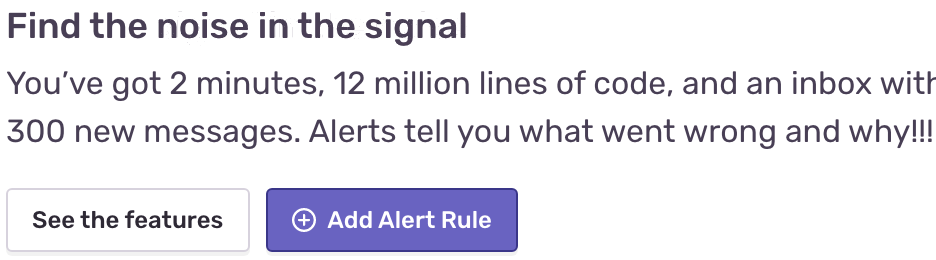 Find the noise in the signal
You’ve got 2 minutes, 12 million lines of code, and an inbox with
300 new messages. Alerts tell you what went wrong and why!!!
See the features
Add Alert Rule